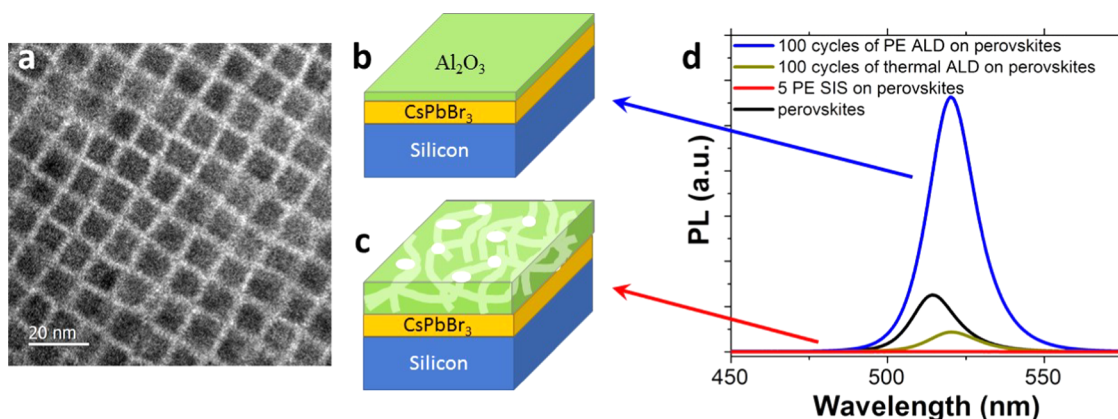 a
20 nm
b
Al₂O₃
CsPbBr₃
Silicon
c
CsPbBr₃
Silicon
d
100 cycles of PE ALD on perovskites
100 cycles of thermal ALD on perovskites
5 PE SIS on perovskites
perovskites
PL (a.u.)
450 500 550
Wavelength (nm)